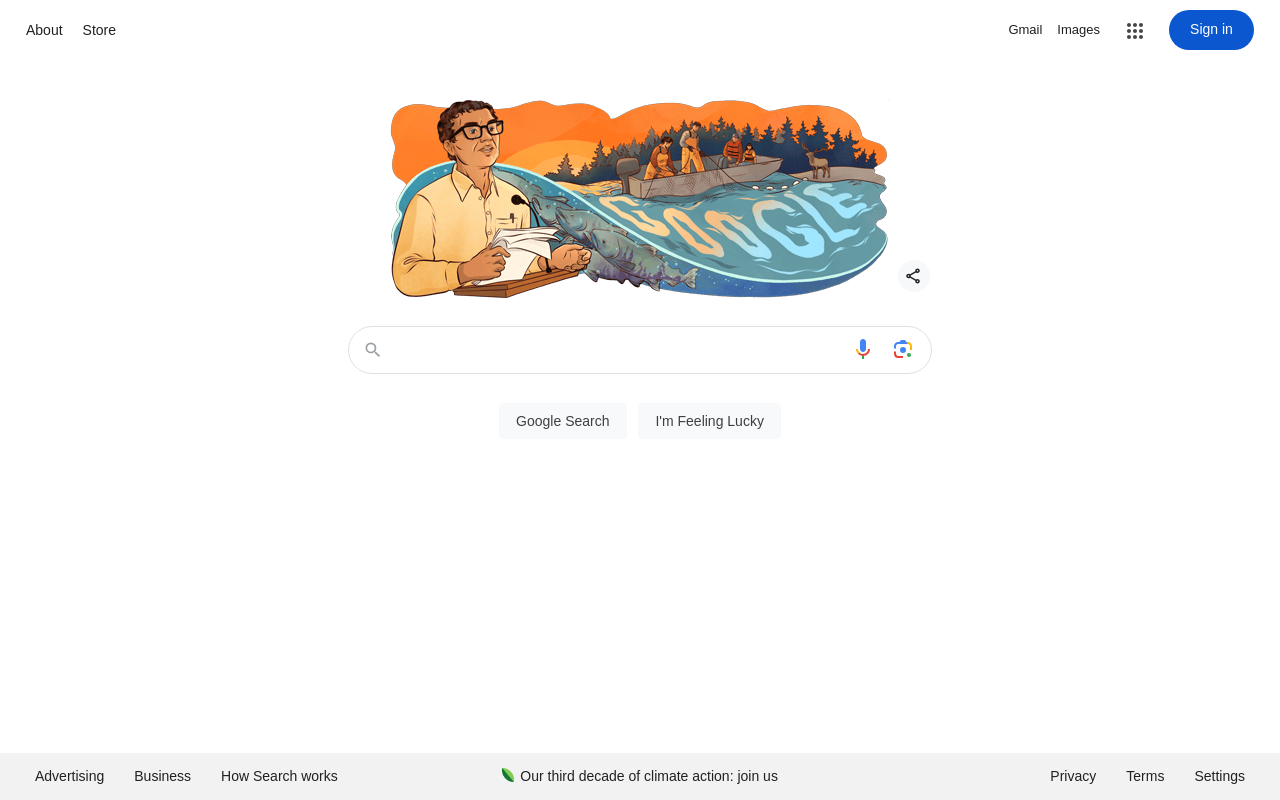 About Store
Gmail Images Sign in
GOOGLE
Google Search I'm Feeling Lucky
Advertising Business How Search works
Our third decade of climate action: join us
Privacy Terms Settings